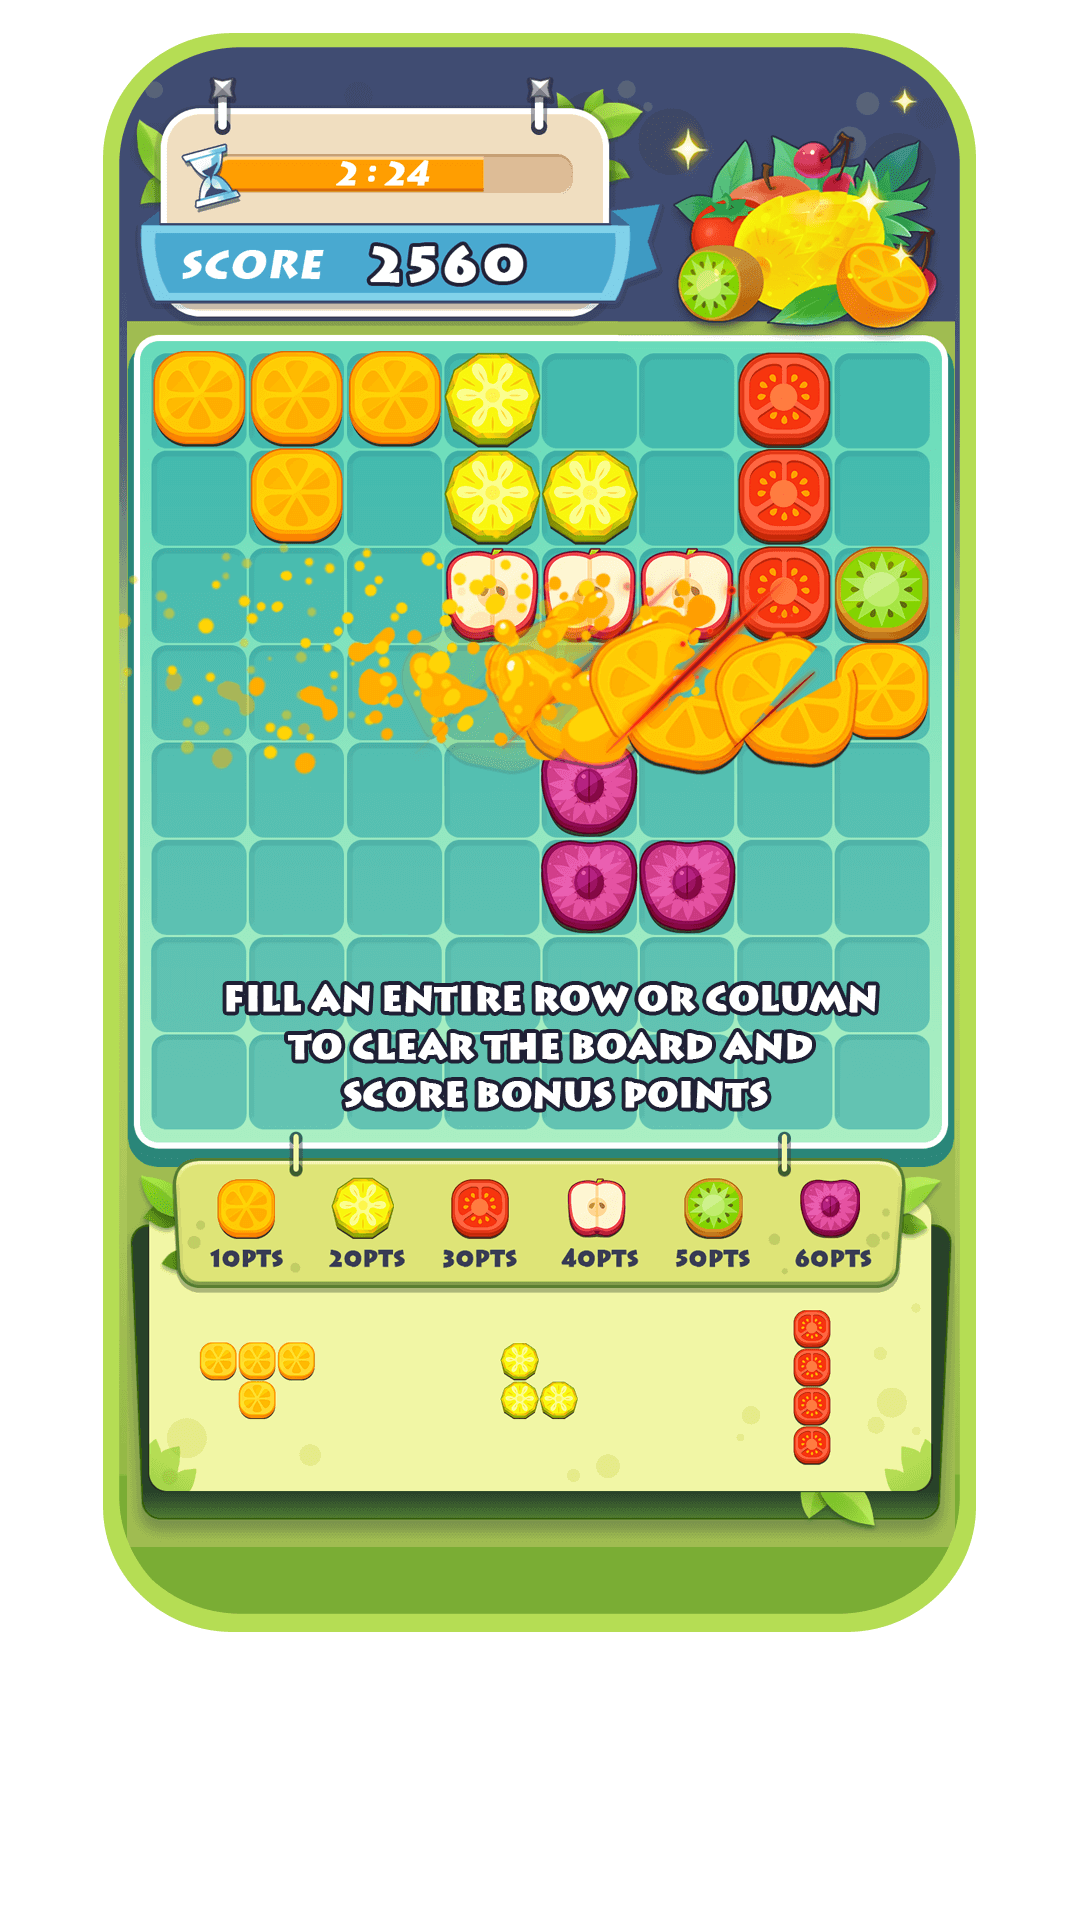 2:24
SCORE 2560
FILL AN ENTIRE ROW OR COLUMN
TO CLEAR THE BOARD AND
SCORE BONUS POINTS
10PTS 20PTS 30PTS 40PTS 50PTS 60PTS